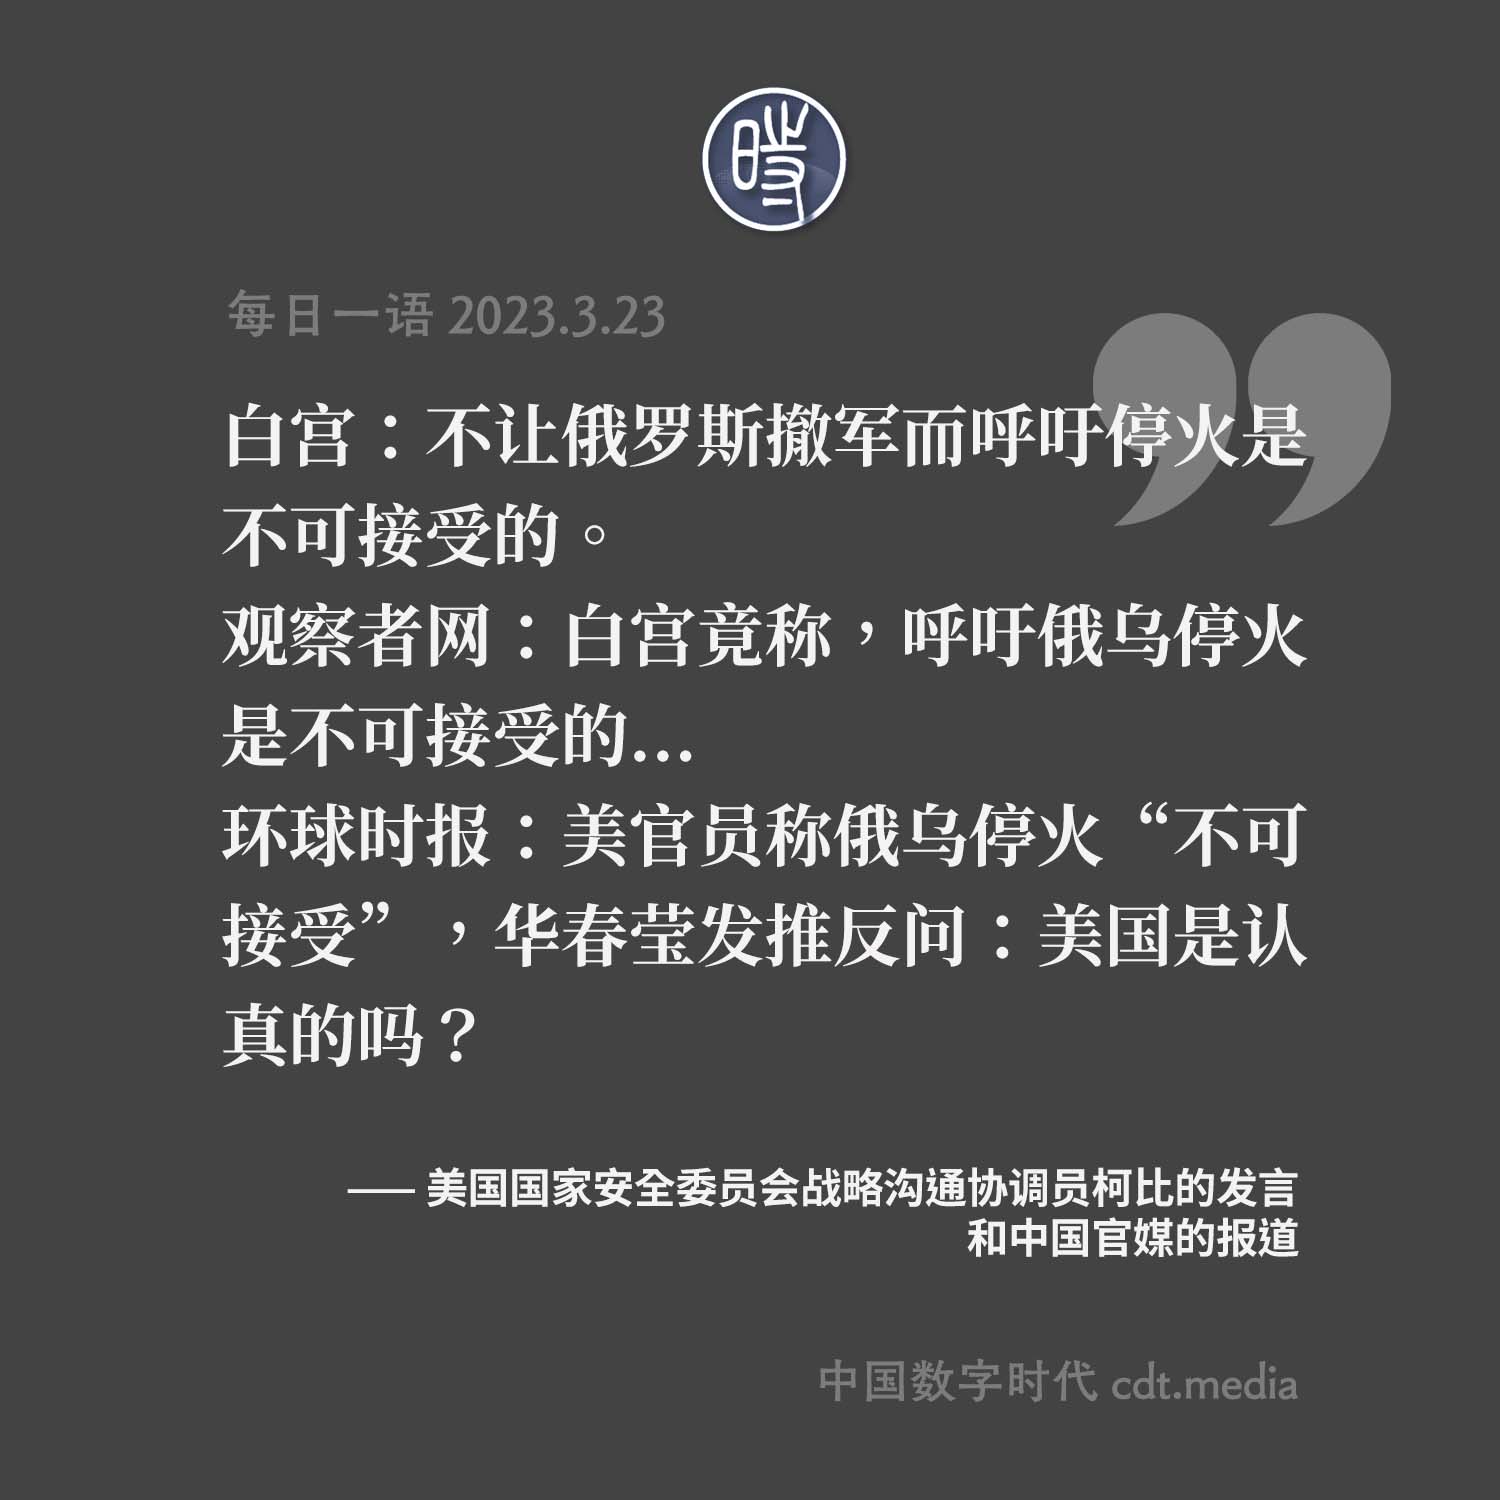 時
每日一语 2023.3.23
白宫：不让俄罗斯撤军而呼吁停火是
不可接受的。
观察者网：白宫竟称，呼吁俄乌停火
是不可接受的...
环球时报：美官员称俄乌停火“不可
接受”，华春莹发推反问：美国是认
真的吗？
—— 美国国家安全委员会战略沟通协调员柯比的发言
和中国官媒的报道
中国数字时代 cdt.media